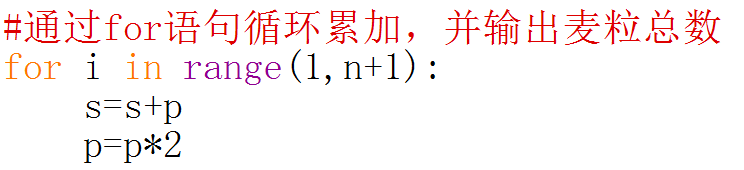 #通过for语句循环累加，并输出麦粒总数
for i in range(1,n+1):
    s=s+p
    p=p*2